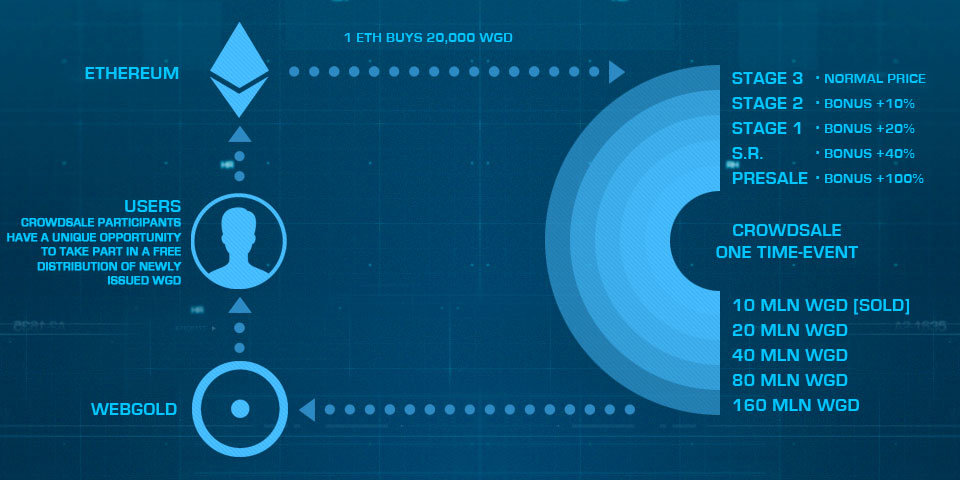 1 ETH BUYS 20,000 WGD
ETHEREUM
STAGE 3 · NORMAL PRICE
STAGE 2 · BONUS +10%
STAGE 1 · BONUS +20%
S.R. · BONUS +40%
PRESALE · BONUS +100%
USERS
CROWDSALE PARTICIPANTS
HAVE A UNIQUE OPPORTUNITY
TO TAKE PART IN A FREE
DISTRIBUTION OF NEWLY
ISSUED WGD
CROWDSALE
ONE TIME-EVENT
10 MLN WGD [SOLD]
20 MLN WGD
40 MLN WGD
80 MLN WGD
160 MLN WGD
WEBGOLD